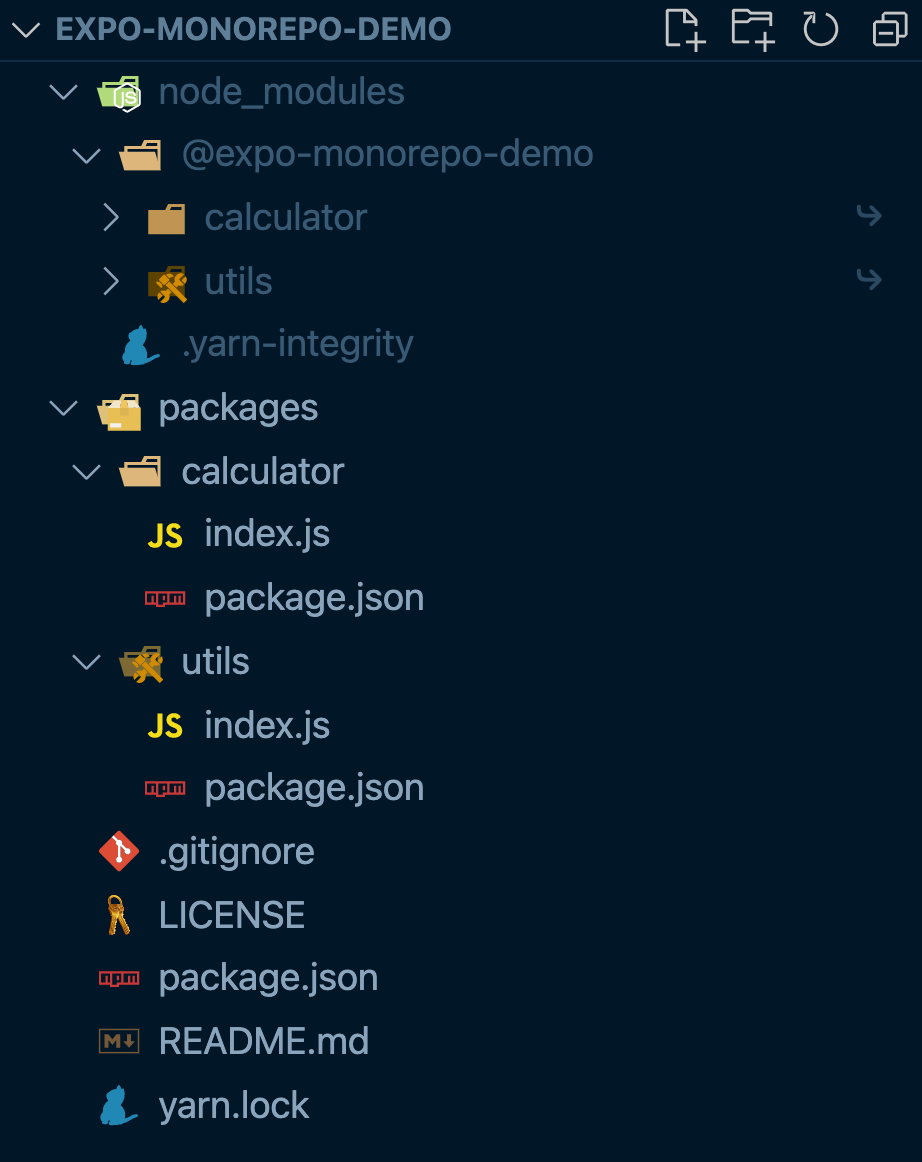 EXPO-MONOREPO-DEMO
node_modules
@expo-monorepo-demo
calculator
utils
.yarn-integrity
packages
calculator
JS index.js
package.json
utils
JS index.js
package.json
.gitignore
LICENSE
package.json
README.md
yarn.lock